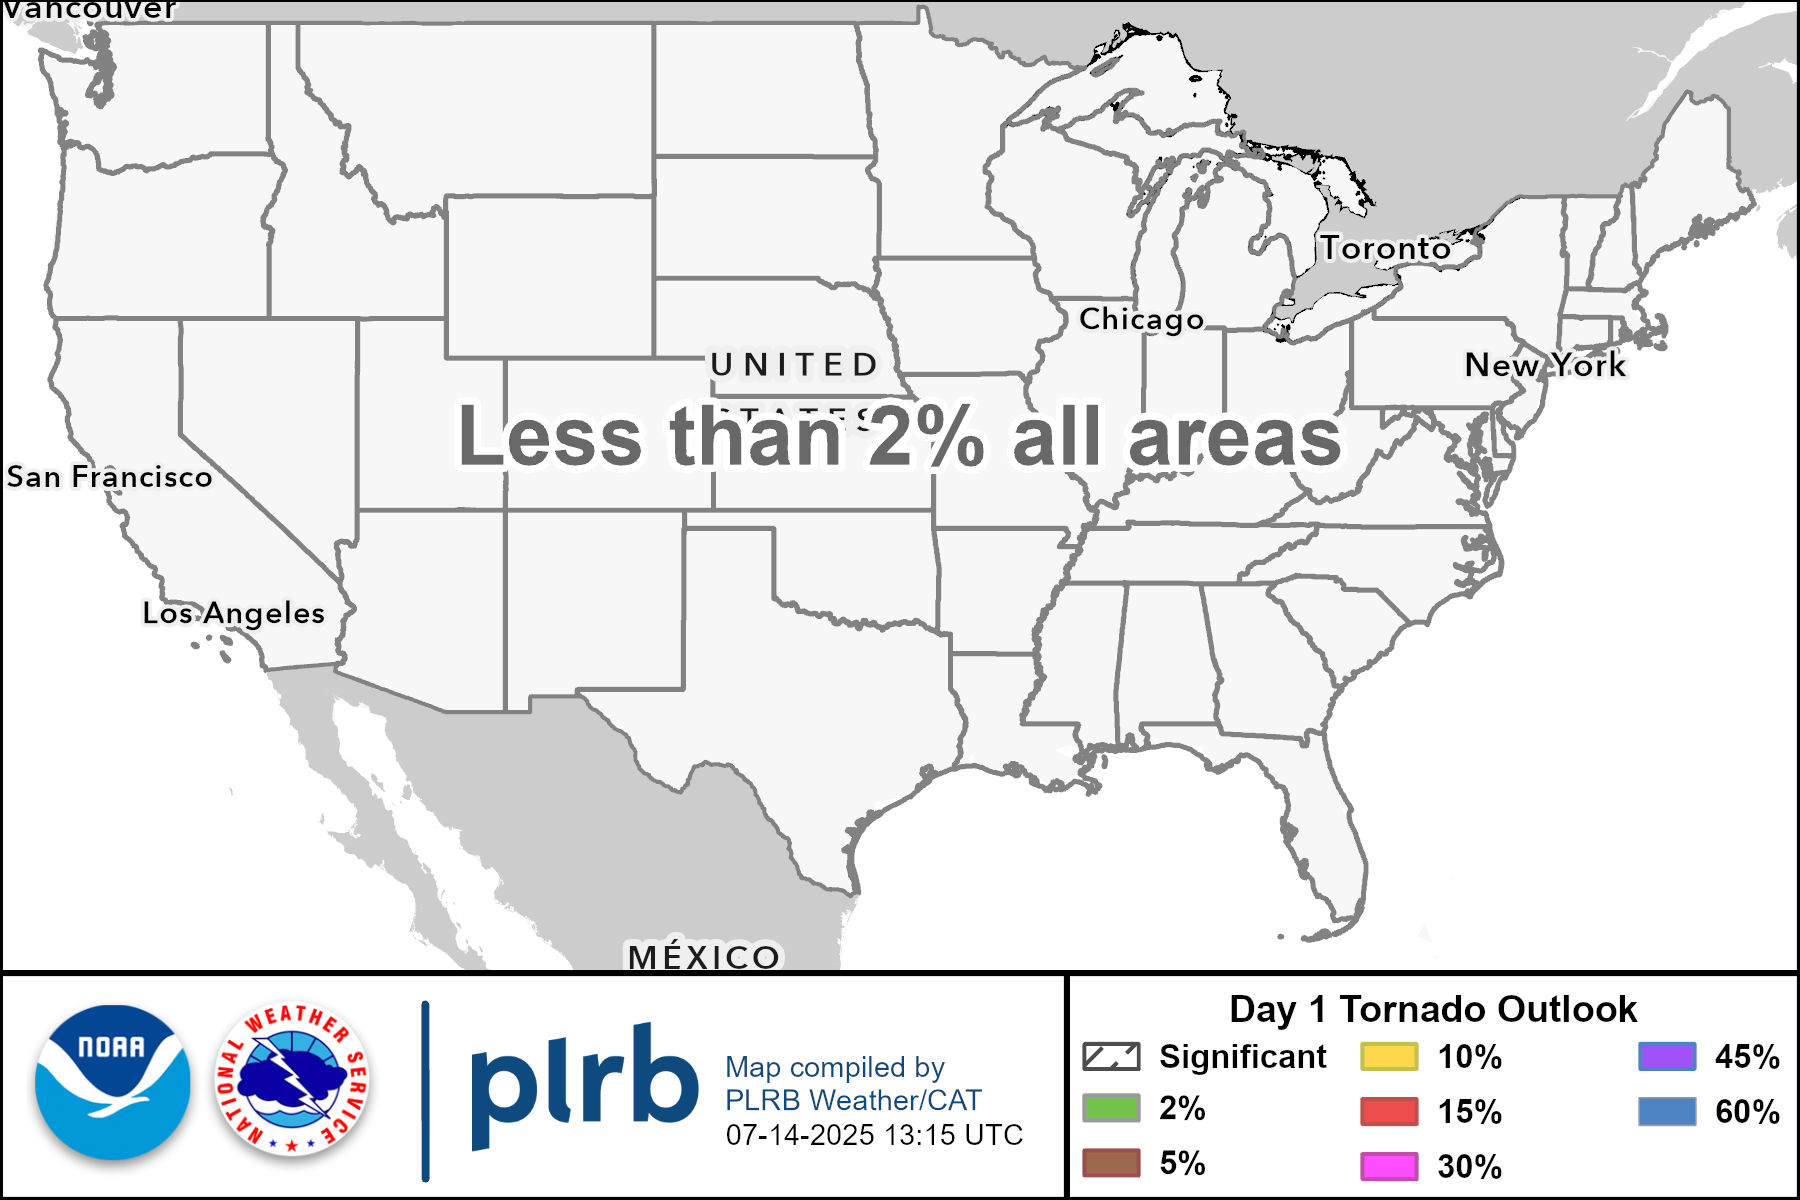 Vancouver
Toronto
Chicago
UNITED
New York
STATES
Less than 2% all areas
San Francisco
Los Angeles
MÉXICO
NOAA
NATIONAL WEATHER SERVICE
plrb
Map compiled by
PLRB Weather/CAT
07-14-2025 13:15 UTC
Day 1 Tornado Outlook
Significant
2%
5%
10%
15%
30%
45%
60%